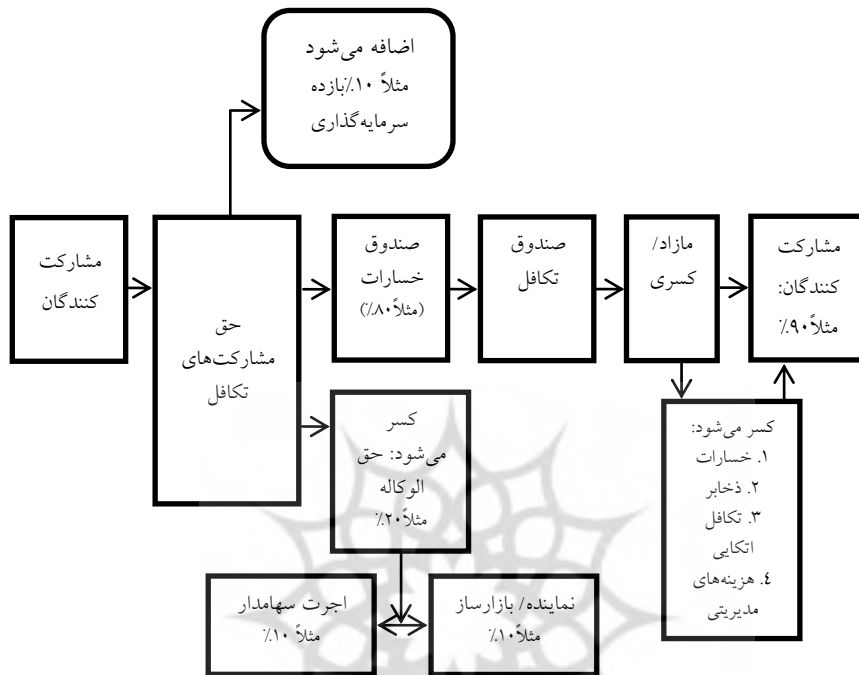 اضافه می‌شود
مثلاً ۱۰٪بازده
سرمایه‌گذاری
مشارکت
کنندگان
حق
مشارکت‌های
تکافل
صندوق
خسارات
(مثلاً۸۰٪)
صندوق
تکافل
مازاد/
کسری
مشارکت
کنندگان:
مثلاً۹۰٪
کسر
می‌شود: حق
الوکاله
مثلاً۲۰٪
کسر می‌شود:
۱. خسارات
۲. ذخایر
۳. تکافل
اتکایی
۴. هزینه‌های
مدیریتی
اجرت سهامدار
مثلاً ۱۰٪
نماینده/ بازارساز
مثلاً۱۰٪